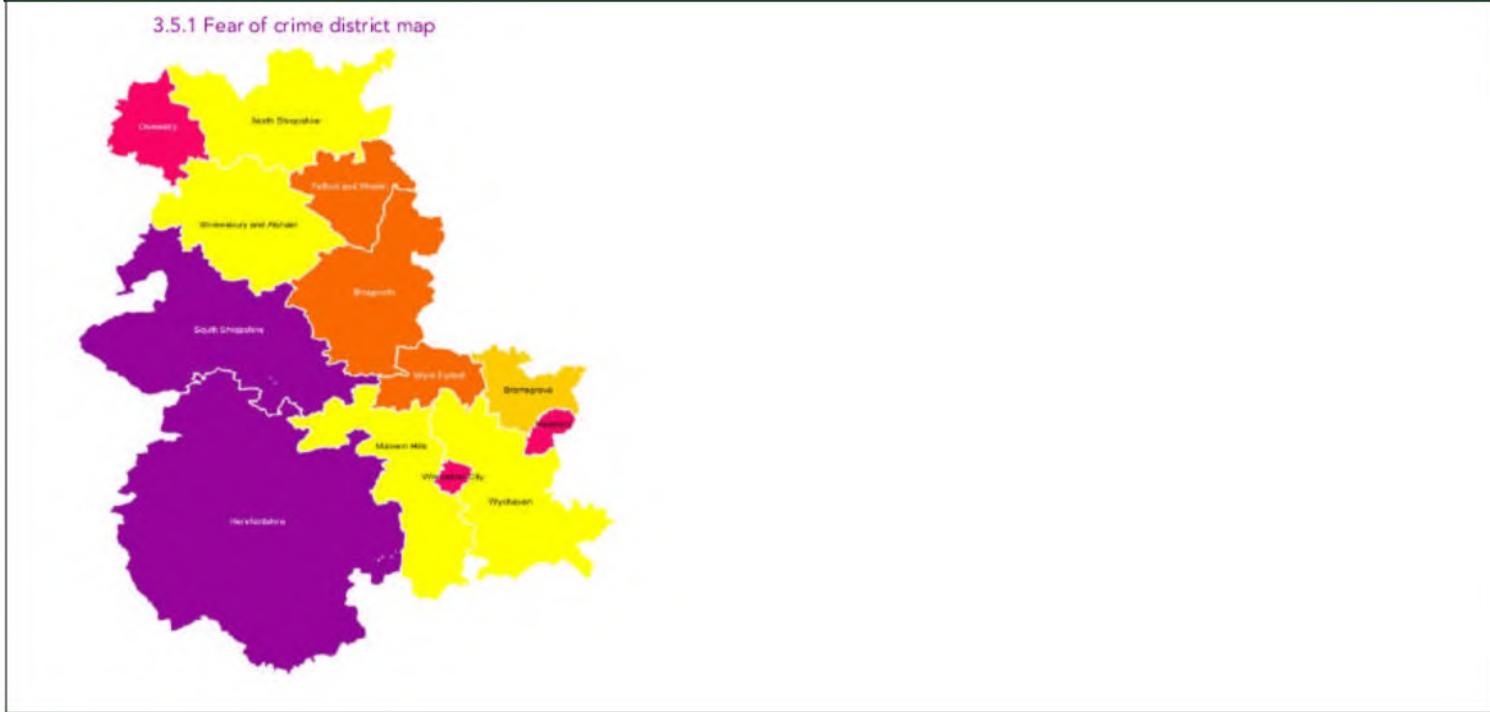 3.5.1 Fear of crime district map
Oswestry
North Shropshire
Telford and Wrekin
Shrewsbury and Atcham
Bridgnorth
South Shropshire
Wyre Forest
Bromsgrove
Redditch
Malvern Hills
Worcester City
Wychavon
Herefordshire